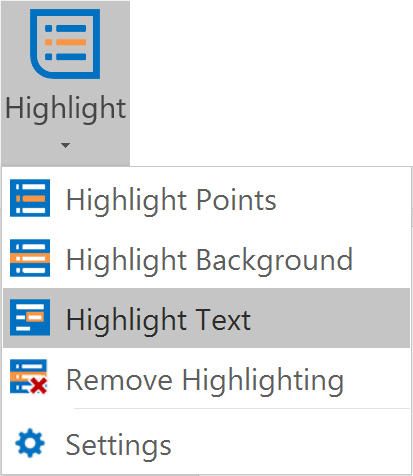 Highlight
Highlight Points
Highlight Background
Highlight Text
Remove Highlighting
Settings